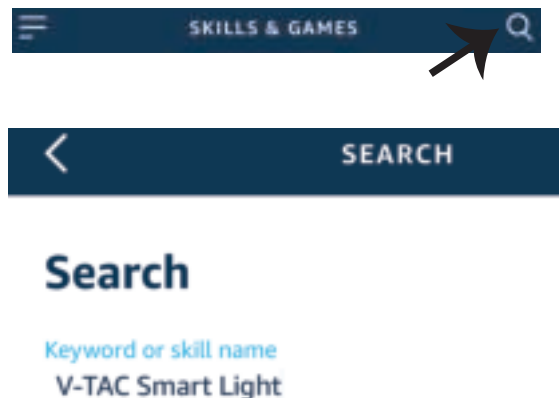 SKILLS & GAMES
SEARCH
Search
Keyword or skill name
V-TAC Smart Light